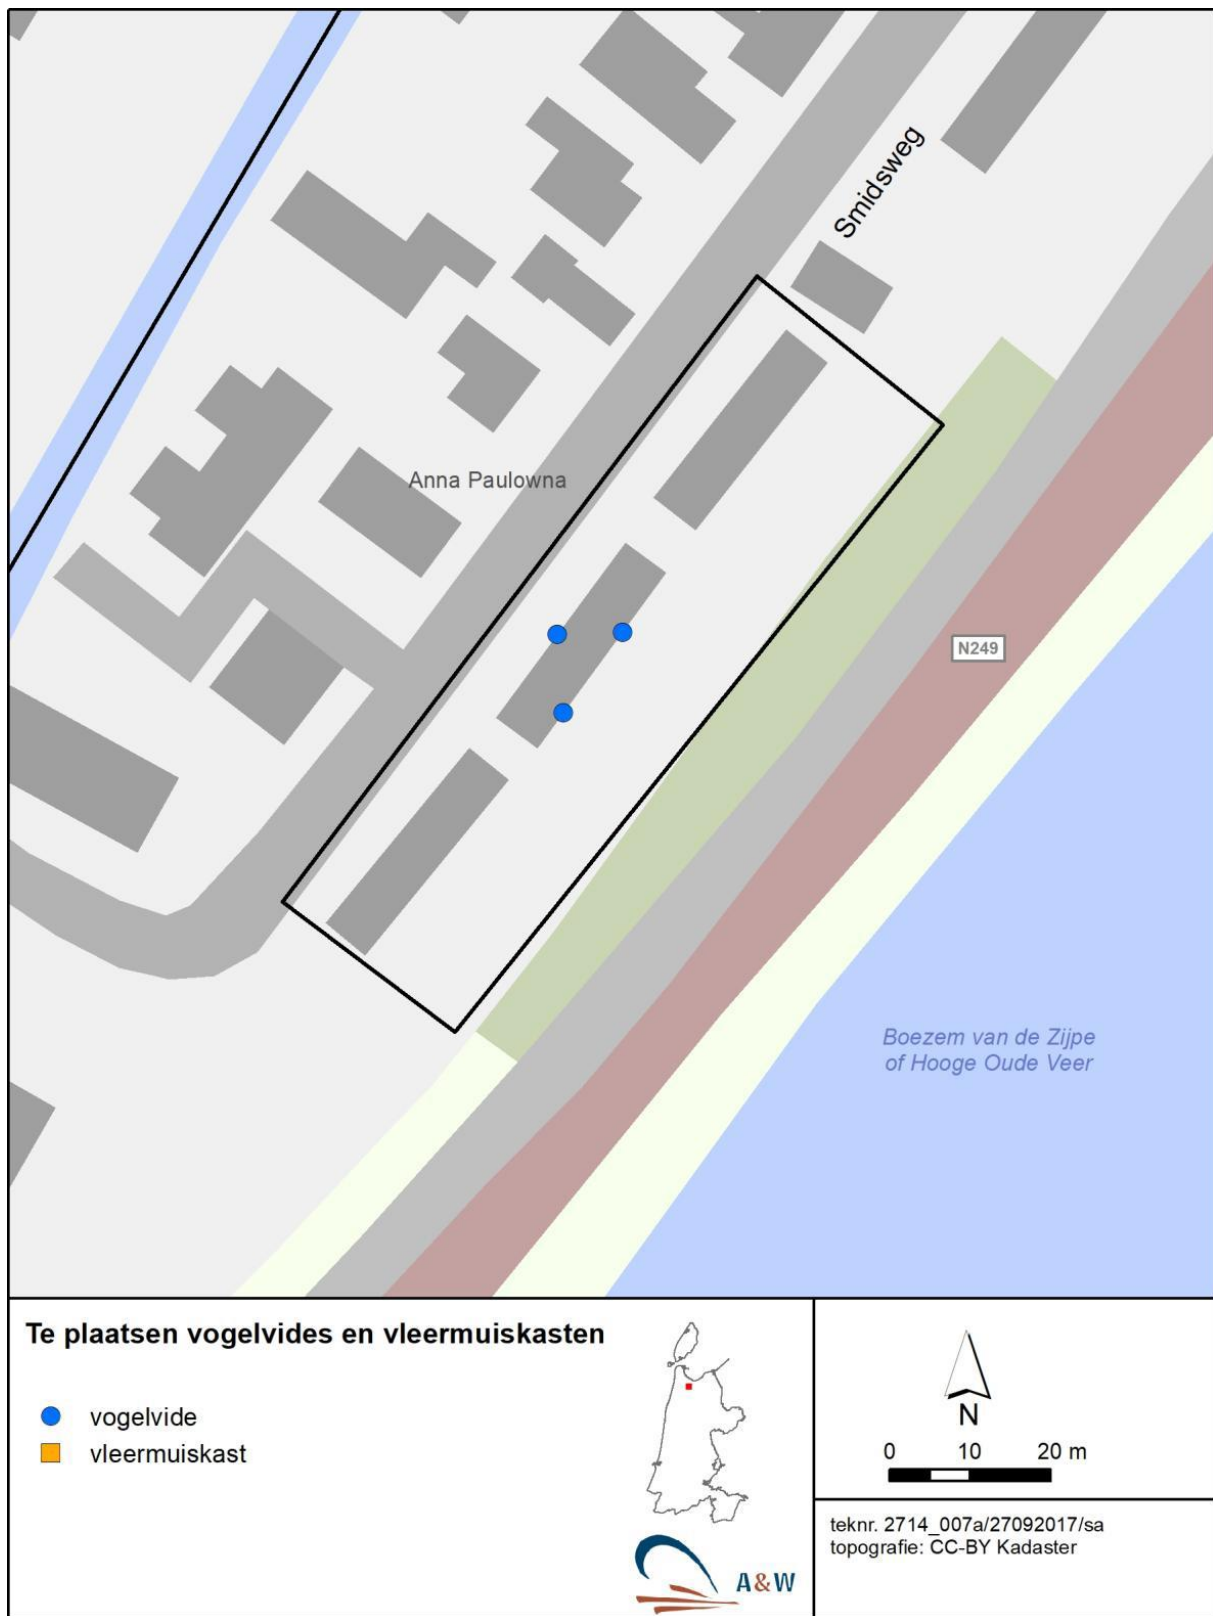 Smidsweg
Anna Paulowna
N249
Boezem van de Zijpe
of Hooge Oude Veer
Te plaatsen vogelvides en vleermuiskasten
vogelvide
vleermuiskast
A&W
N
0 10 20 m
teknr. 2714_007a/27092017/sa
topografie: CC-BY Kadaster